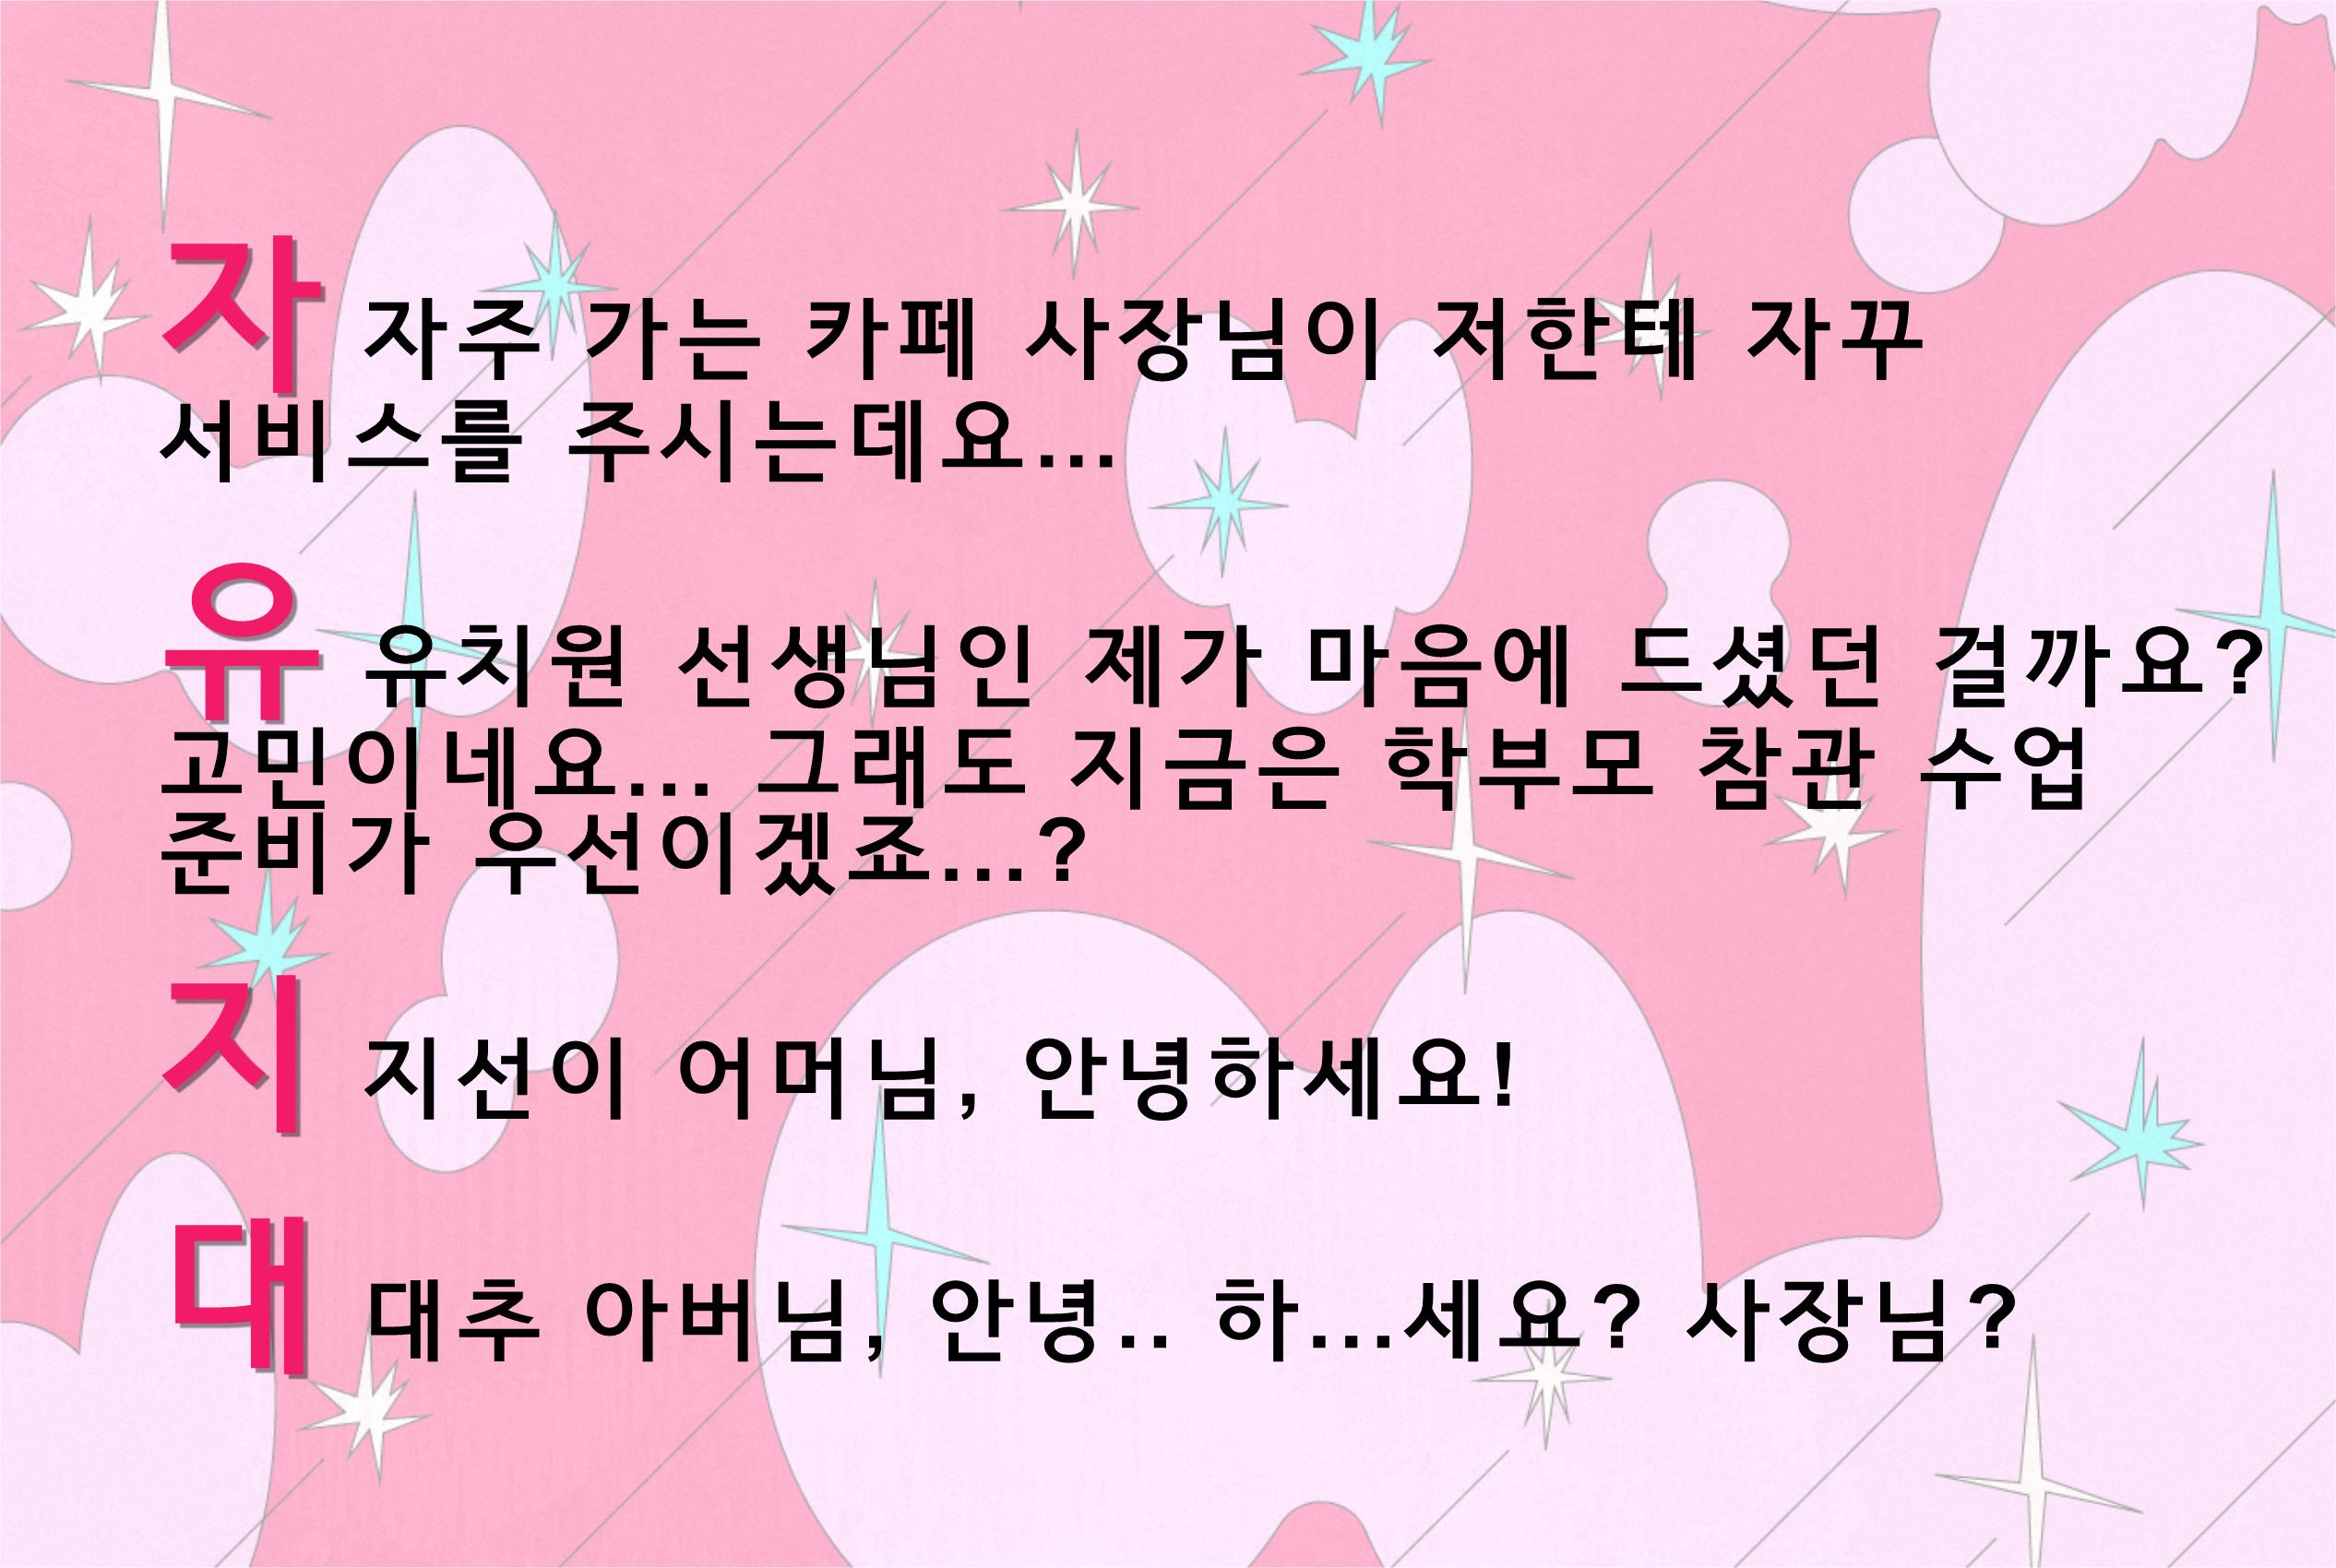 자 자주 가는 카페 사장님이 저한테 자꾸
서비스를 주시는데요...
유 유치원 선생님인 제가 마음에 드셨던 걸까요?
고민이네요... 그래도 지금은 학부모 참관 수업
준비가 우선이겠죠...?
지 지선이 어머님, 안녕하세요!
대 대추 아버님, 안녕.. 하...세요? 사장님?